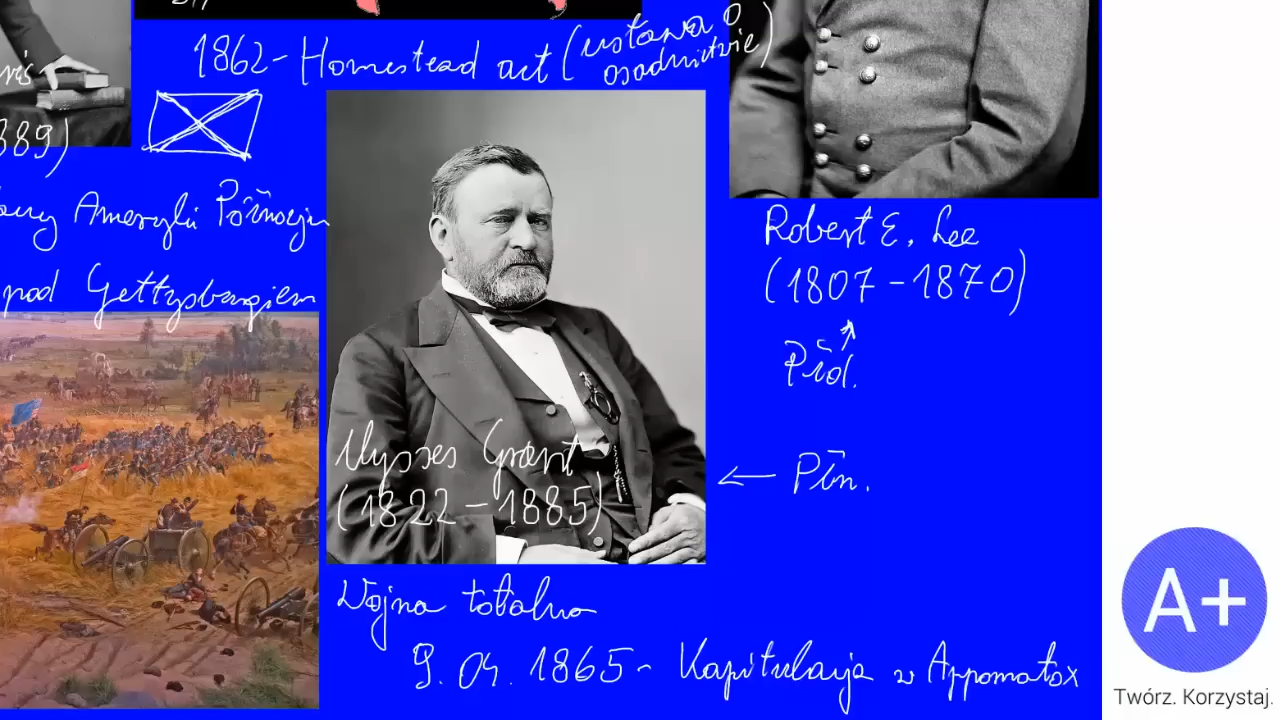 1862 - Homestead act (ustawa o
osadnictwie)
889)
Ameryki Północnej
pod Gettysburgiem
Robert E. Lee
(1807 - 1870)
Płd.
Ulysses Grant
(1822 - 1885)
Płn.
Wojna totalna
9. 04. 1865 - Kapitulacja w Appomatox
A+
Twórz. Korzystaj.